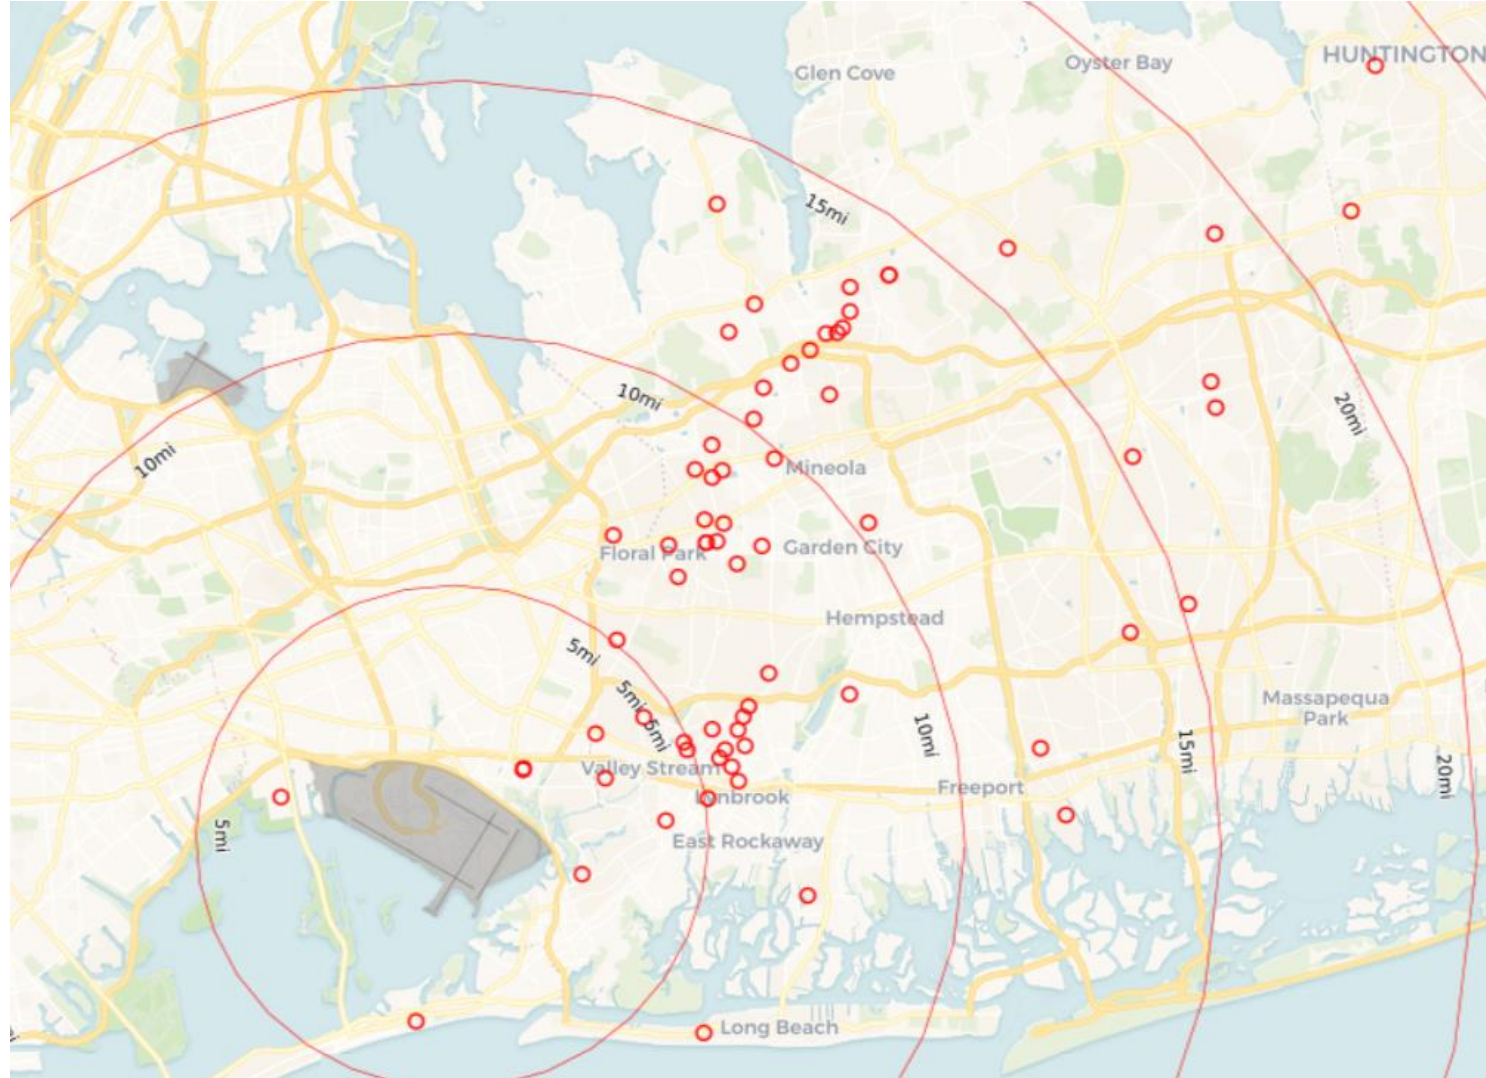 Glen Cove
Oyster Bay
HUNTINGTON
15mi
10mi
20mi
10mi
Mineola
Floral Park
Garden City
Hempstead
5mi
5mi
5mi
Massapequa
Park
10mi
15mi
20mi
Valley Stream
Lynbrook
Freeport
5mi
East Rockaway
Long Beach